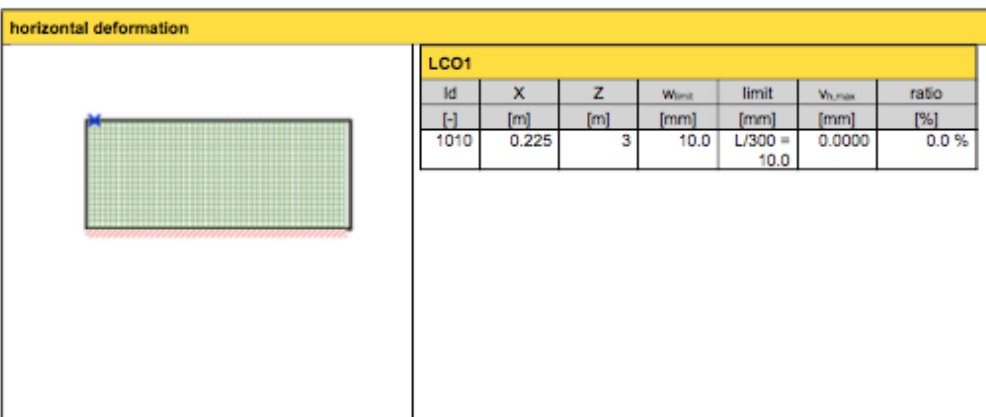 horizontal deformation
LCO1
Id X Z wlimit limit vh,max ratio
[-] [m] [m] [mm] [mm] [mm] [%]
1010 0.225 3 10.0 L/300 = 0.0000 0.0 %
10.0